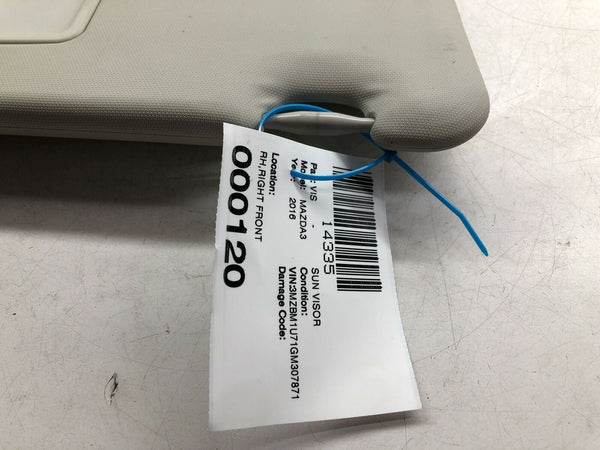 14335
Part: VIS - SUN VISOR
Model: MAZDA3 Condition:
Year: 2016 VIN:3MZBM1U71GM307871
Damage Code:
Location:
RH,RIGHT FRONT
000120